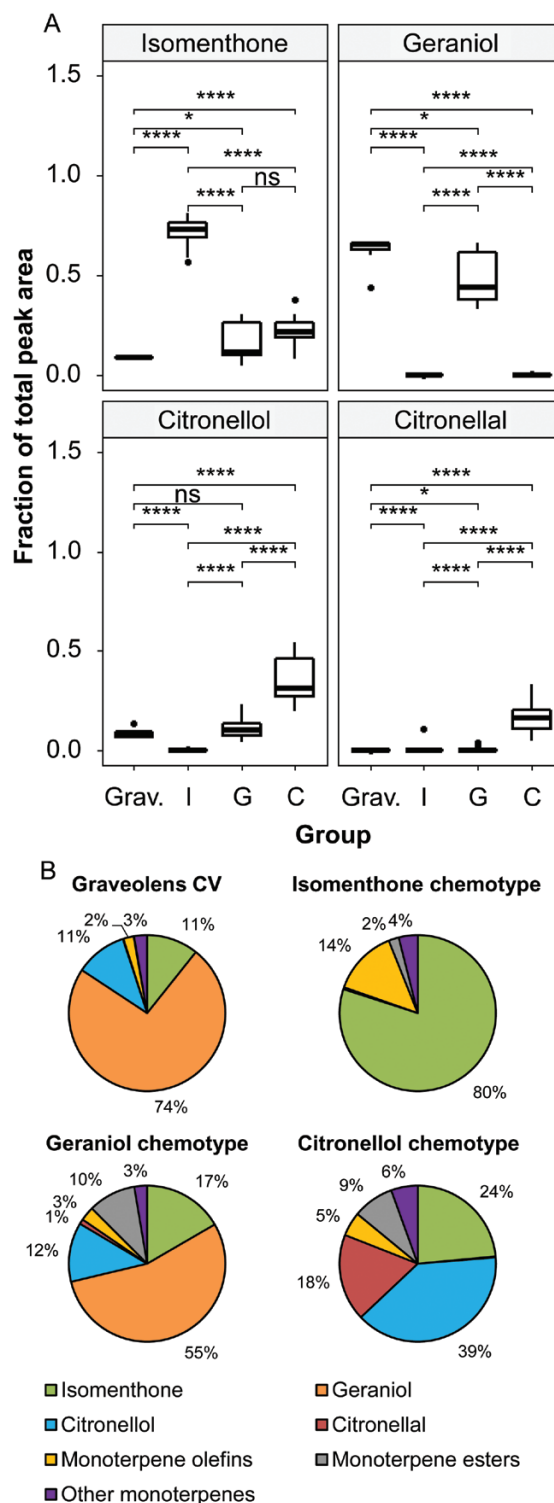 A
Isomenthone Geraniol
Fraction of total peak area
1.5
1.0
0.5
0.0
****
*
****
****
ns
****
****
*
****
****
****
****
Citronellol Citronellal
1.5
1.0
0.5
0.0
****
ns
****
****
****
****
****
*
****
****
****
****
Grav. I G C Grav. I G C
Group
B
Graveolens CV Isomenthone chemotype
11% 2% 3% 11%
74%
14% 2% 4%
80%
Geraniol chemotype Citronellol chemotype
10% 3% 17%
3%
1%
12%
55%
9% 6% 24%
5%
18%
39%
Isomenthone Geraniol
Citronellol Citronellal
Monoterpene olefins Monoterpene esters
Other monoterpenes